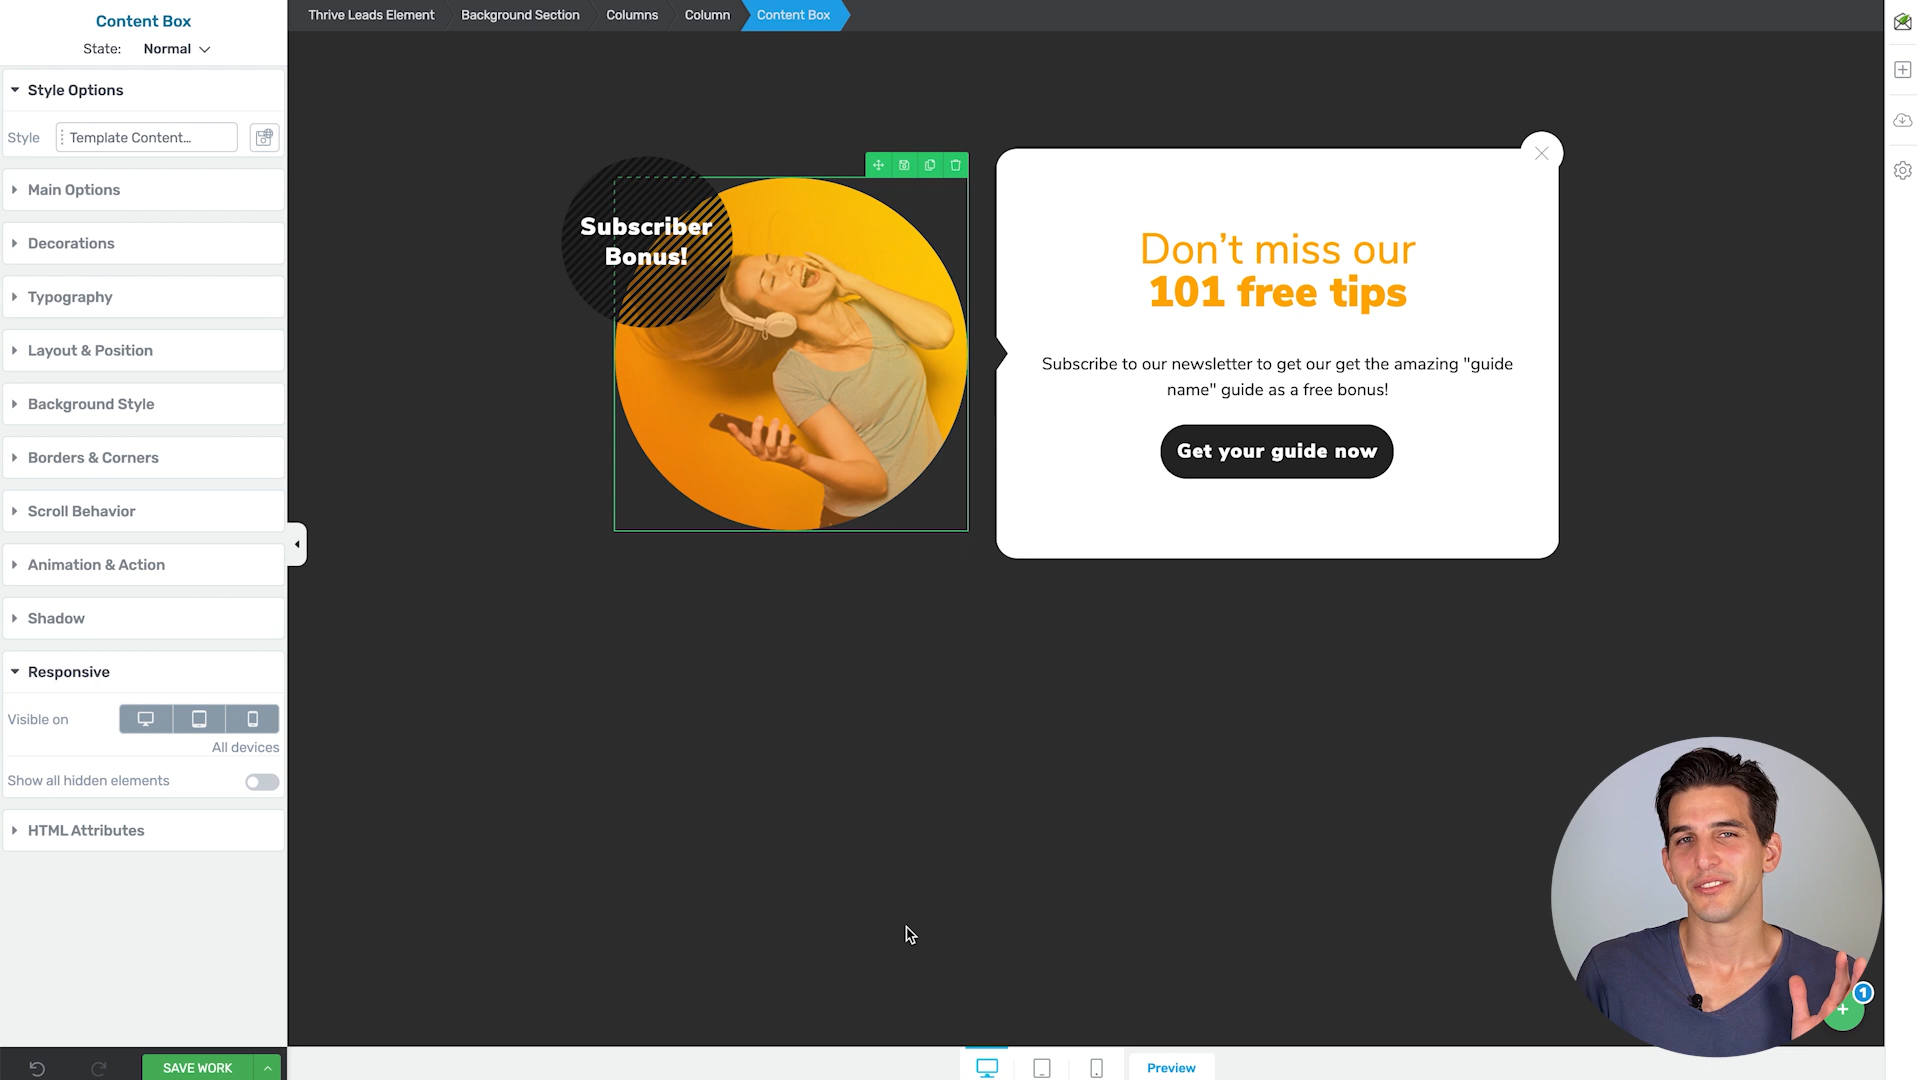 Content Box
State: Normal
Style Options
Style Template Content...
Main Options
Decorations
Typography
Layout & Position
Background Style
Borders & Corners
Scroll Behavior
Animation & Action
Shadow
Responsive
Visible on
All devices
Show all hidden elements
HTML Attributes
SAVE WORK
Thrive Leads Element Background Section Columns Column Content Box
Subscriber
Bonus!
Don’t miss our
101 free tips
Subscribe to our newsletter to get our get the amazing "guide
name" guide as a free bonus!
Get your guide now
1
Preview